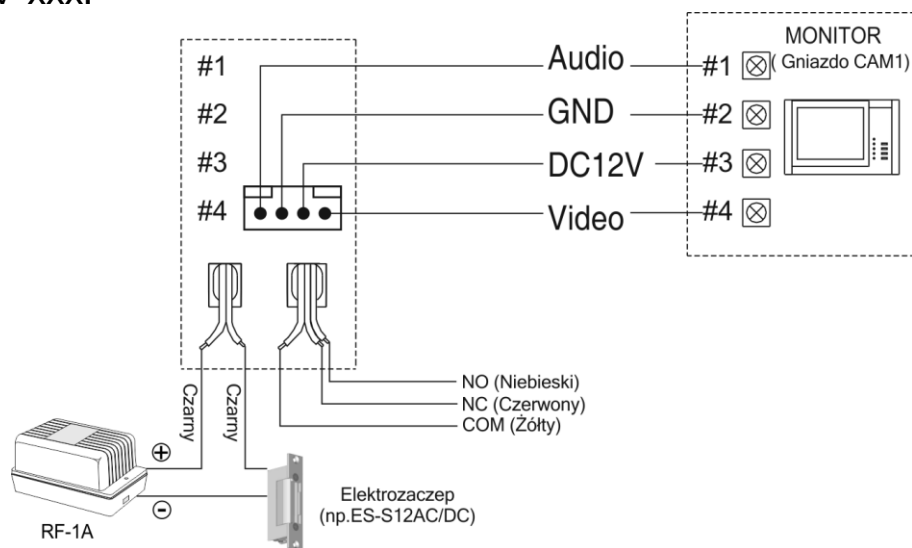 #1
#2
#3
#4
Audio
GND
DC12V
Video
#1
#2
#3
#4
MONITOR
( Gniazdo CAM1)
NO (Niebieski)
NC (Czerwony)
COM (Żółty)
Czarny
Czarny
+
-
RF-1A
Elektrozaczep
(np.ES-S12AC/DC)